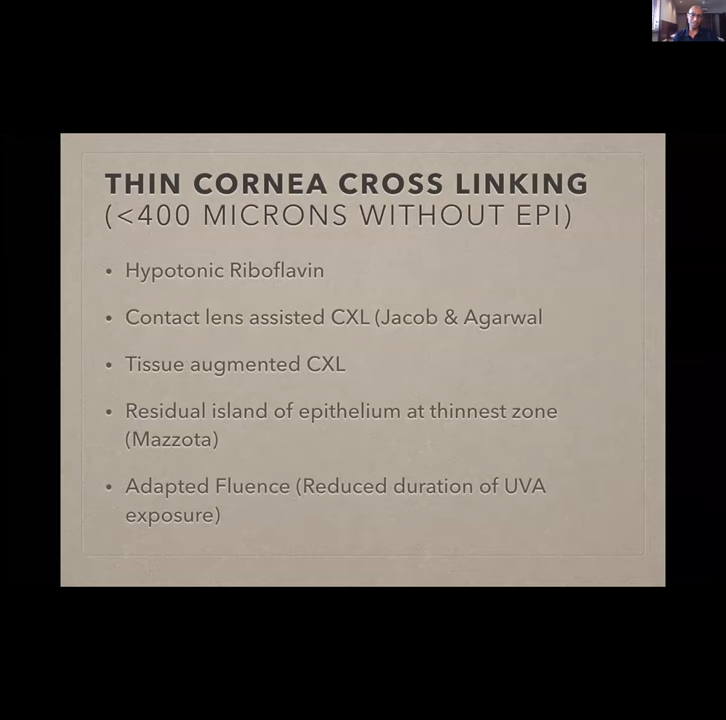 THIN CORNEA CROSS LINKING
(<400 MICRONS WITHOUT EPI)
• Hypotonic Riboflavin
• Contact lens assisted CXL (Jacob & Agarwal
• Tissue augmented CXL
• Residual island of epithelium at thinnest zone
(Mazzota)
• Adapted Fluence (Reduced duration of UVA
exposure)